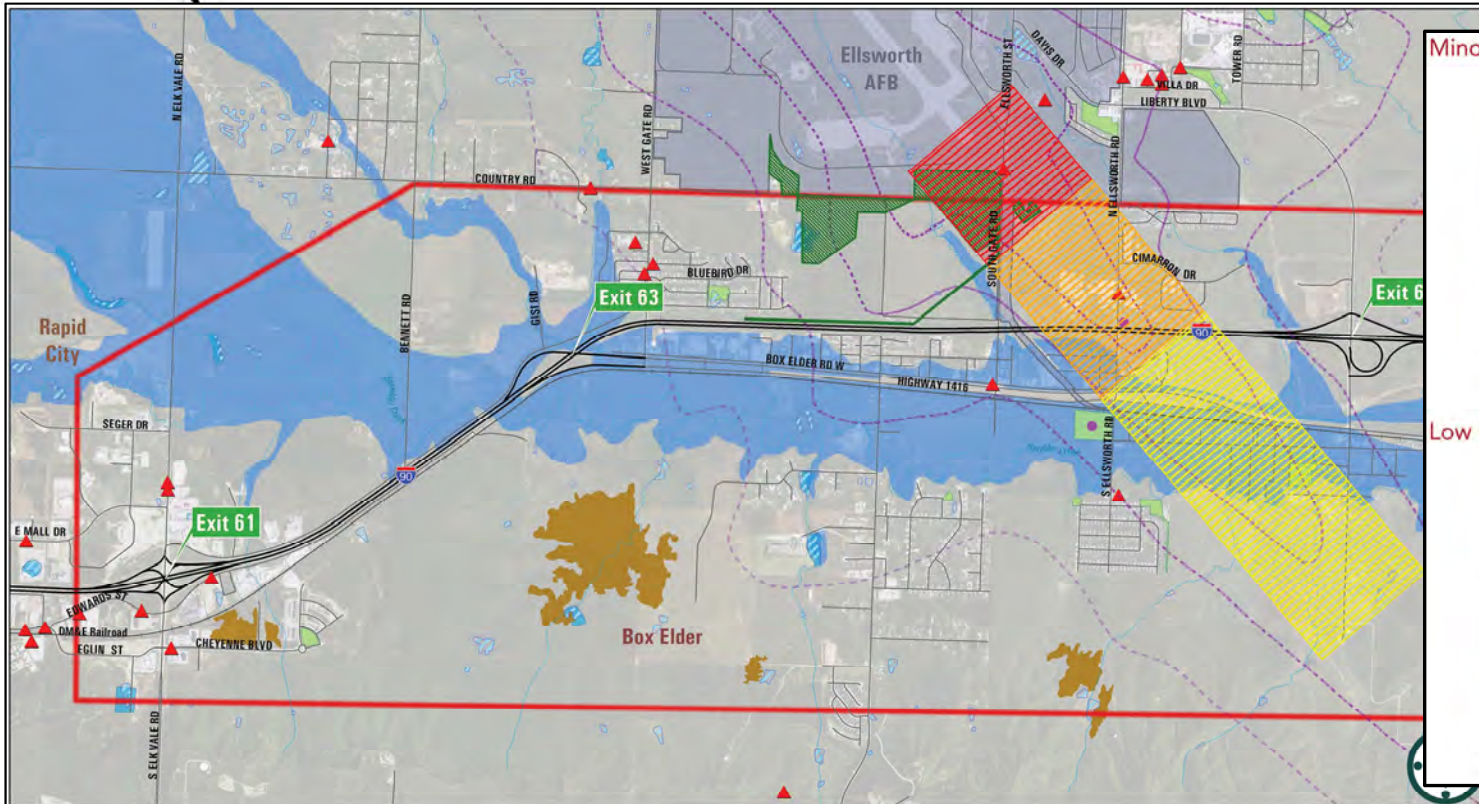 Mino
Low
Ellsworth
AFB
Rapid
City
Box Elder
Exit 61
Exit 63
Exit 6
90
90
N ELK VALE RD
COUNTRY RD
WEST GATE RD
ELLSWORTH ST
DAVIS DR
VILLA DR
LIBERTY BLVD
TOWER RD
N ELLSWORTH RD
SOUTH GATE RD
CIMARRON DR
BLUEBIRD DR
GISI RD
BENNETT RD
BOX ELDER RD W
HIGHWAY 1416
S ELLSWORTH RD
SEGER DR
E MALL DR
EDWARDS ST
DM&E Railroad
EGLIN ST
CHEYENNE BLVD
S ELK VALE RD